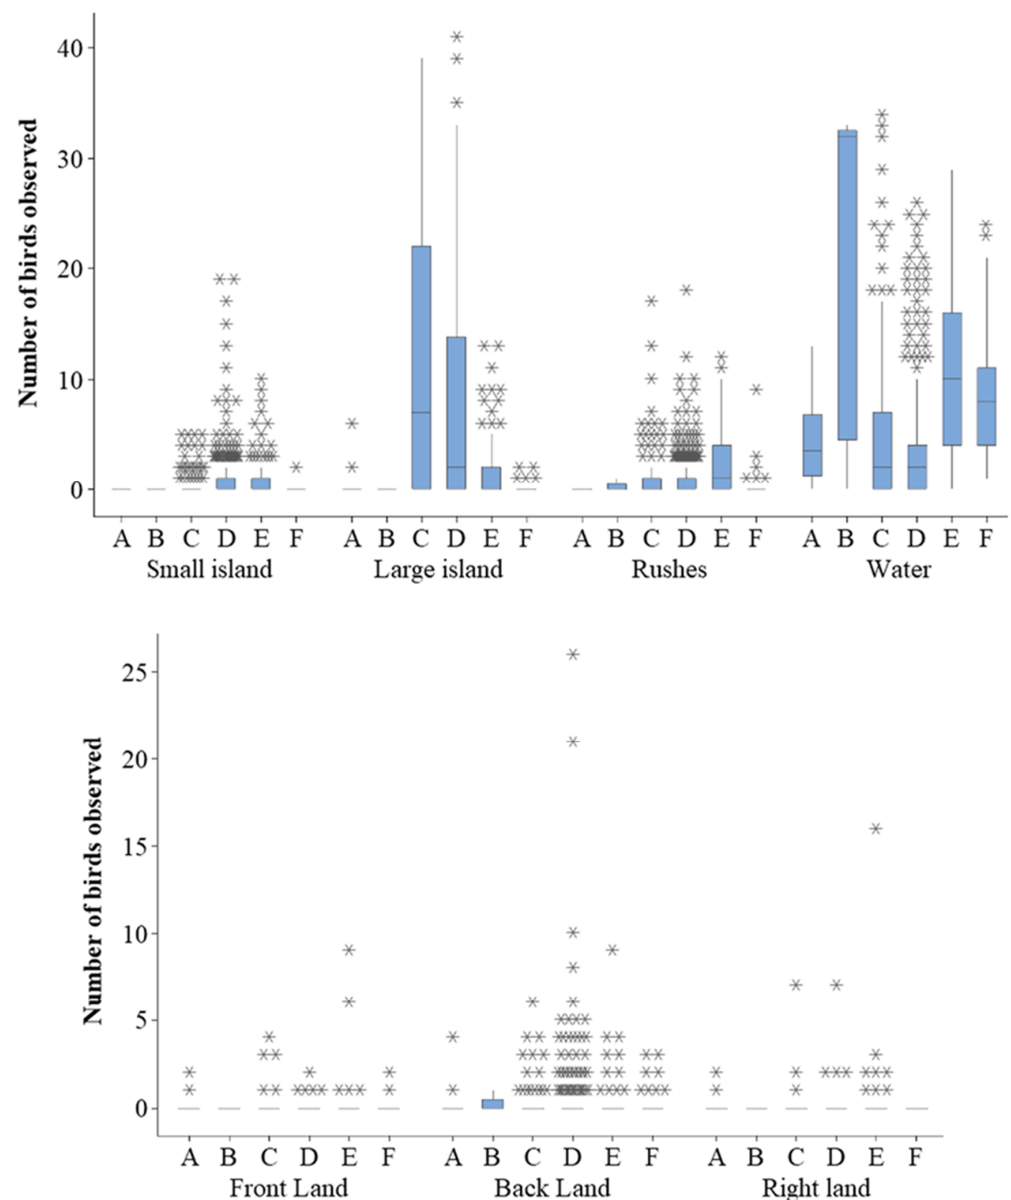 Number of birds observed
40
30
20
10
0
A B C D E F A B C D E F A B C D E F A B C D E F
Small island Large island Rushes Water
Number of birds observed
25
20
15
10
5
0
A B C D E F A B C D E F A B C D E F
Front Land Back Land Right land